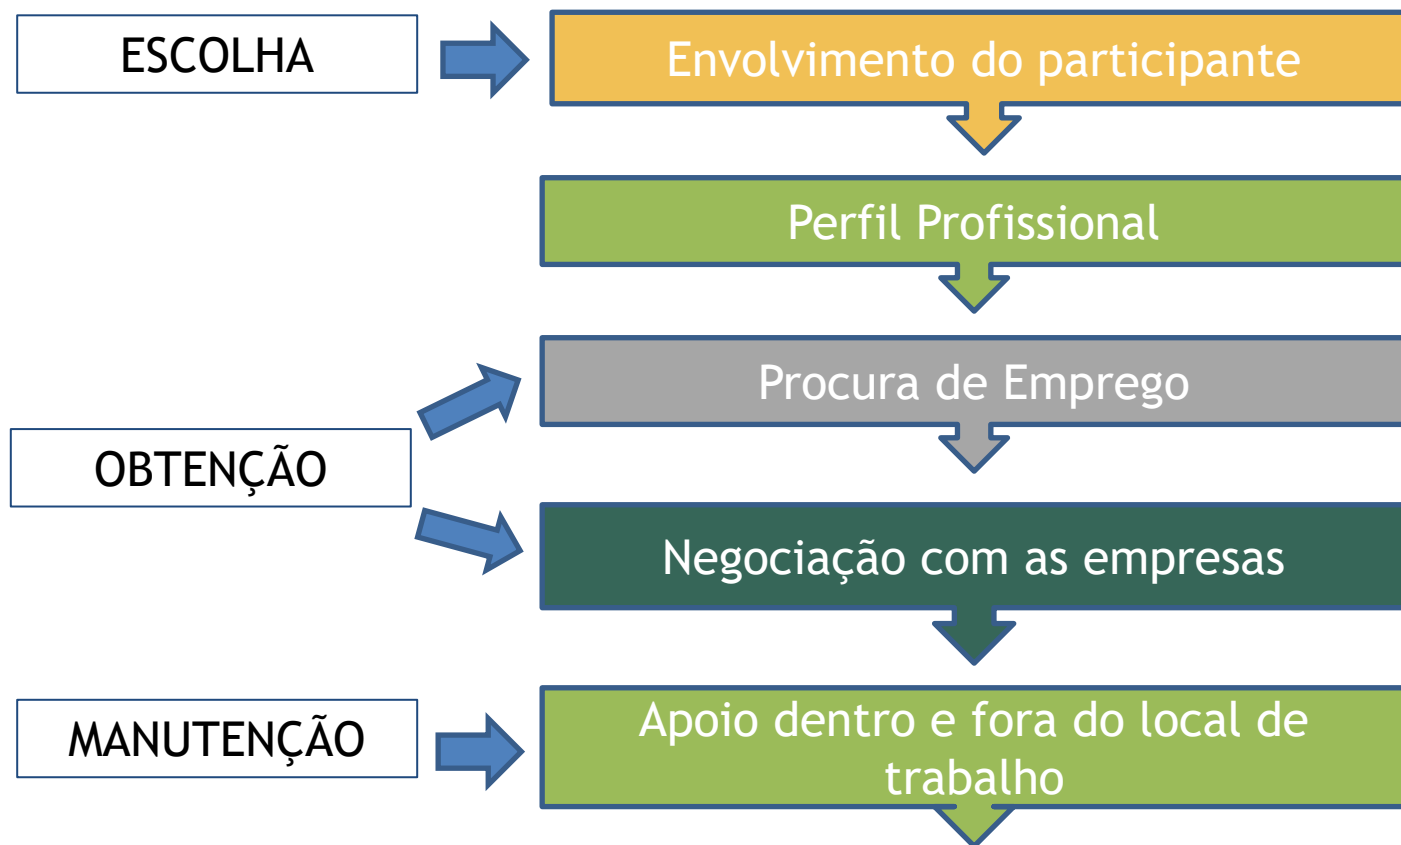 ESCOLHA
Envolvimento do participante
Perfil Profissional
Procura de Emprego
OBTENÇÃO
Negociação com as empresas
MANUTENÇÃO
Apoio dentro e fora do local de
trabalho